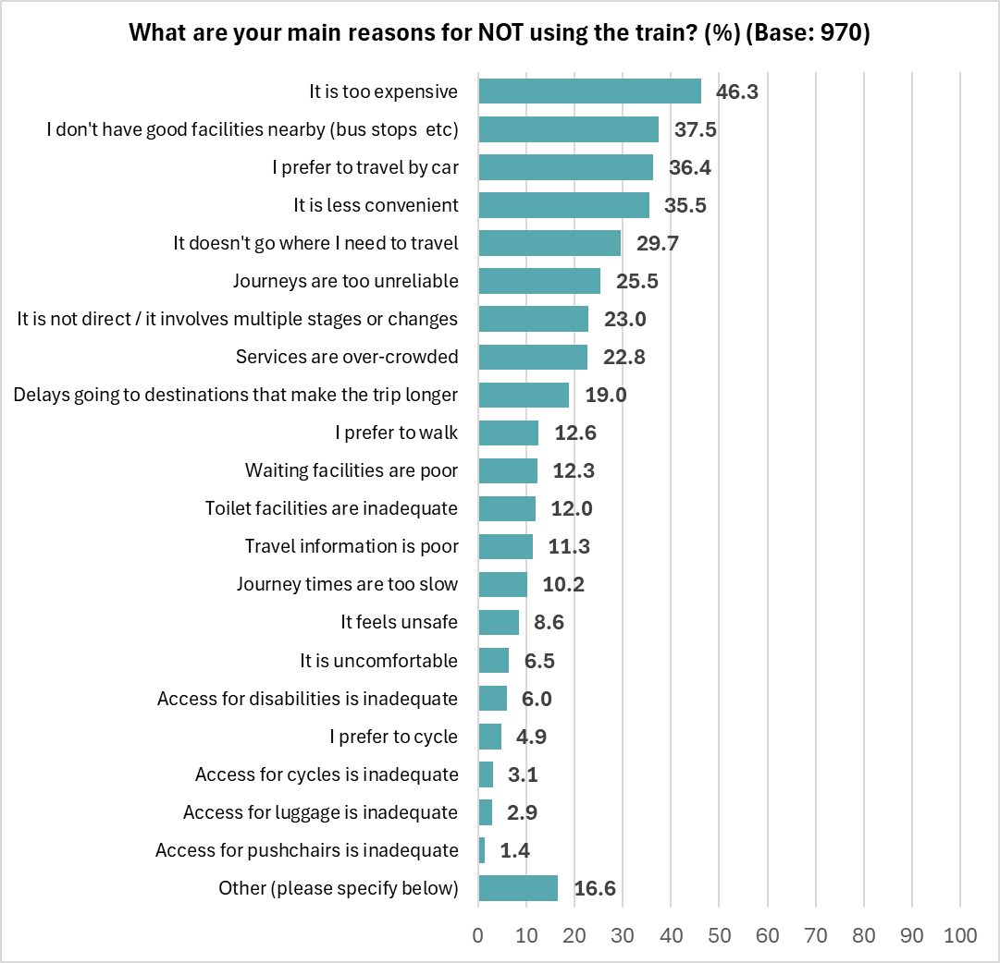 What are your main reasons for NOT using the train? (%) (Base: 970)
It is too expensive 46.3
I don't have good facilities nearby (bus stops  etc) 37.5
I prefer to travel by car 36.4
It is less convenient 35.5
It doesn't go where I need to travel 29.7
Journeys are too unreliable 25.5
It is not direct / it involves multiple stages or changes 23.0
Services are over-crowded 22.8
Delays going to destinations that make the trip longer 19.0
I prefer to walk 12.6
Waiting facilities are poor 12.3
Toilet facilities are inadequate 12.0
Travel information is poor 11.3
Journey times are too slow 10.2
It feels unsafe 8.6
It is uncomfortable 6.5
Access for disabilities is inadequate 6.0
I prefer to cycle 4.9
Access for cycles is inadequate 3.1
Access for luggage is inadequate 2.9
Access for pushchairs is inadequate 1.4
Other (please specify below) 16.6
0 10 20 30 40 50 60 70 80 90 100